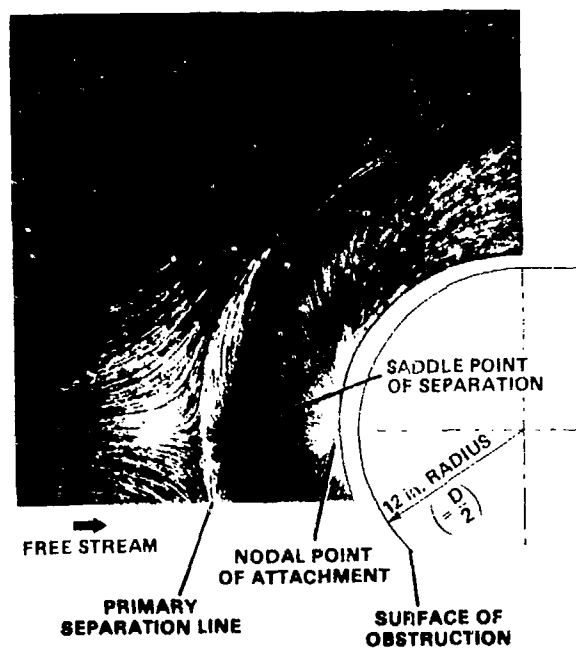 SADDLE POINT
OF SEPARATION
12 in. RADIUS
(= D/2)
FREE STREAM
NODAL POINT
OF ATTACHMENT
PRIMARY
SEPARATION LINE
SURFACE OF
OBSTRUCTION